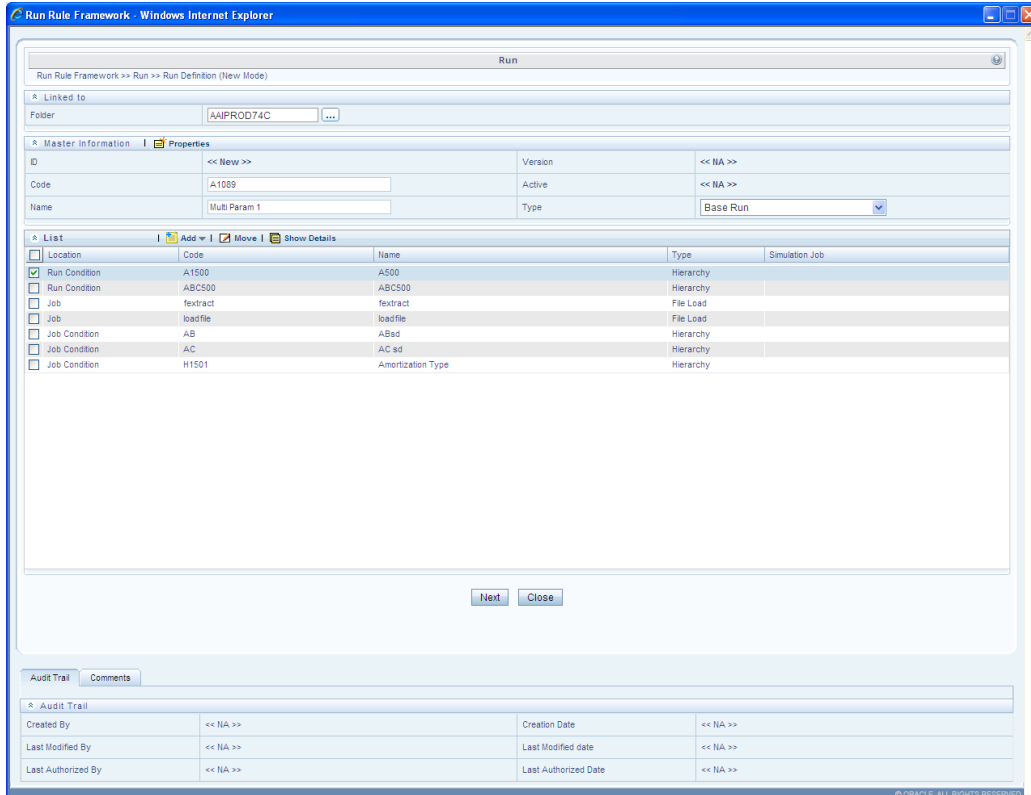 Run Rule Framework - Windows Internet Explorer
Run
Run Rule Framework >> Run >> Run Definition (New Mode)
Linked to
Folder AAIPROD74C ...
Master Information | Properties
ID << New >> Version << NA >>
Code A1089 Active << NA >>
Name Multi Param 1 Type Base Run
List | Add | Move | Show Details
Location Code Name Type Simulation Job
Run Condition A1500 A500 Hierarchy
Run Condition ABC500 ABC500 Hierarchy
Job fextract fextract File Load
Job loadfile loadfile File Load
Job Condition AB ABsd Hierarchy
Job Condition AC AC sd Hierarchy
Job Condition H1501 Amortization Type Hierarchy
Next Close
Audit Trail Comments
Audit Trail
Created By << NA >> Creation Date << NA >>
Last Modified By << NA >> Last Modified date << NA >>
Last Authorized By << NA >> Last Authorized Date << NA >>
© ORACLE. ALL RIGHTS RESERVED